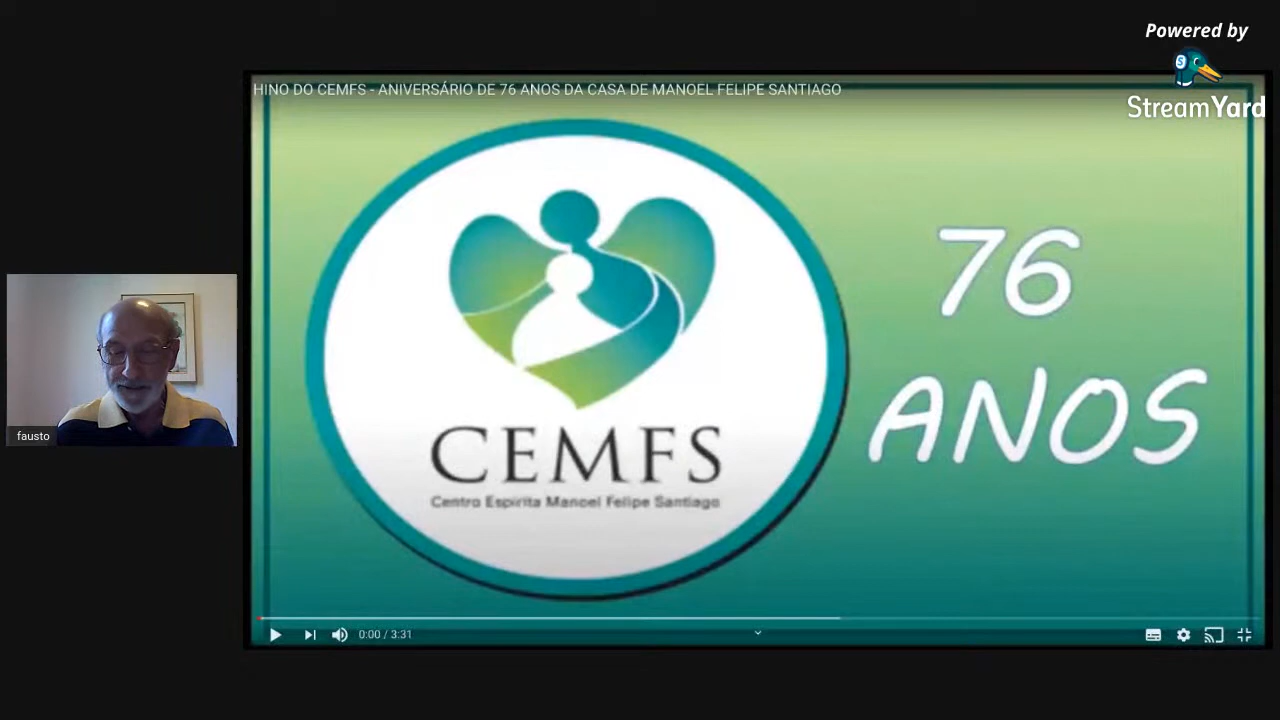 Powered by
StreamYard
HINO DO CEMFS - ANIVERSÁRIO DE 76 ANOS DA CASA DE MANOEL FELIPE SANTIAGO
76
ANOS
CEMFS
Centro Espírita Manoel Felipe Santiago
fausto
0:00 / 3:31